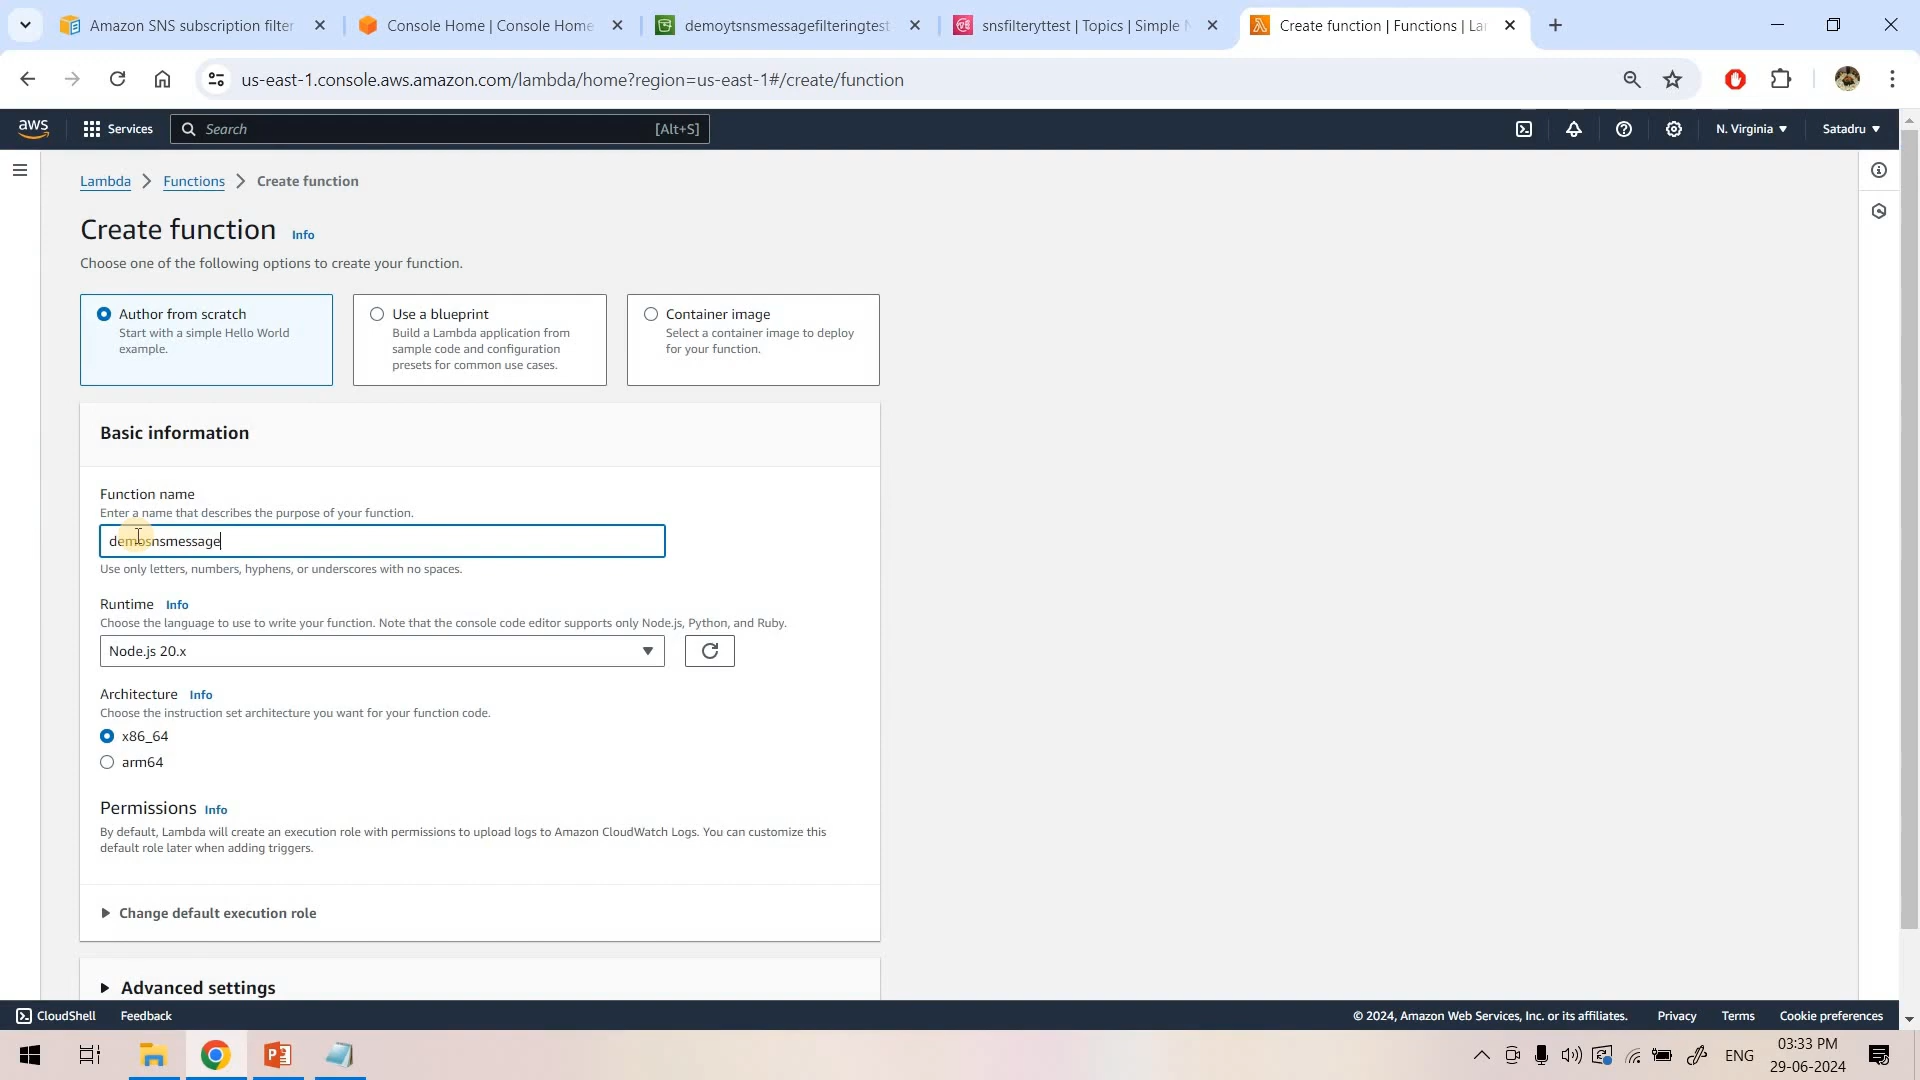 Amazon SNS subscription filter
Console Home | Console Home
demoytsnsmessagefilteringtest
snsfilteryttest | Topics | Simple N
Create function | Functions | La
us-east-1.console.aws.amazon.com/lambda/home?region=us-east-1#/create/function
aws
Services
Search
[Alt+S]
N. Virginia
Satadru
Lambda
Functions
Create function
Create function
Info
Choose one of the following options to create your function.
Author from scratch
Start with a simple Hello World
example.
Use a blueprint
Build a Lambda application from
sample code and configuration
presets for common use cases.
Container image
Select a container image to deploy
for your function.
Basic information
Function name
Enter a name that describes the purpose of your function.
demosnsmessage
Use only letters, numbers, hyphens, or underscores with no spaces.
Runtime Info
Choose the language to use to write your function. Note that the console code editor supports only Node.js, Python, and Ruby.
Node.js 20.x
Architecture Info
Choose the instruction set architecture you want for your function code.
x86_64
arm64
Permissions Info
By default, Lambda will create an execution role with permissions to upload logs to Amazon CloudWatch Logs. You can customize this
default role later when adding triggers.
Change default execution role
Advanced settings
CloudShell
Feedback
© 2024, Amazon Web Services, Inc. or its affiliates.
Privacy
Terms
Cookie preferences
ENG
03:33 PM
29-06-2024